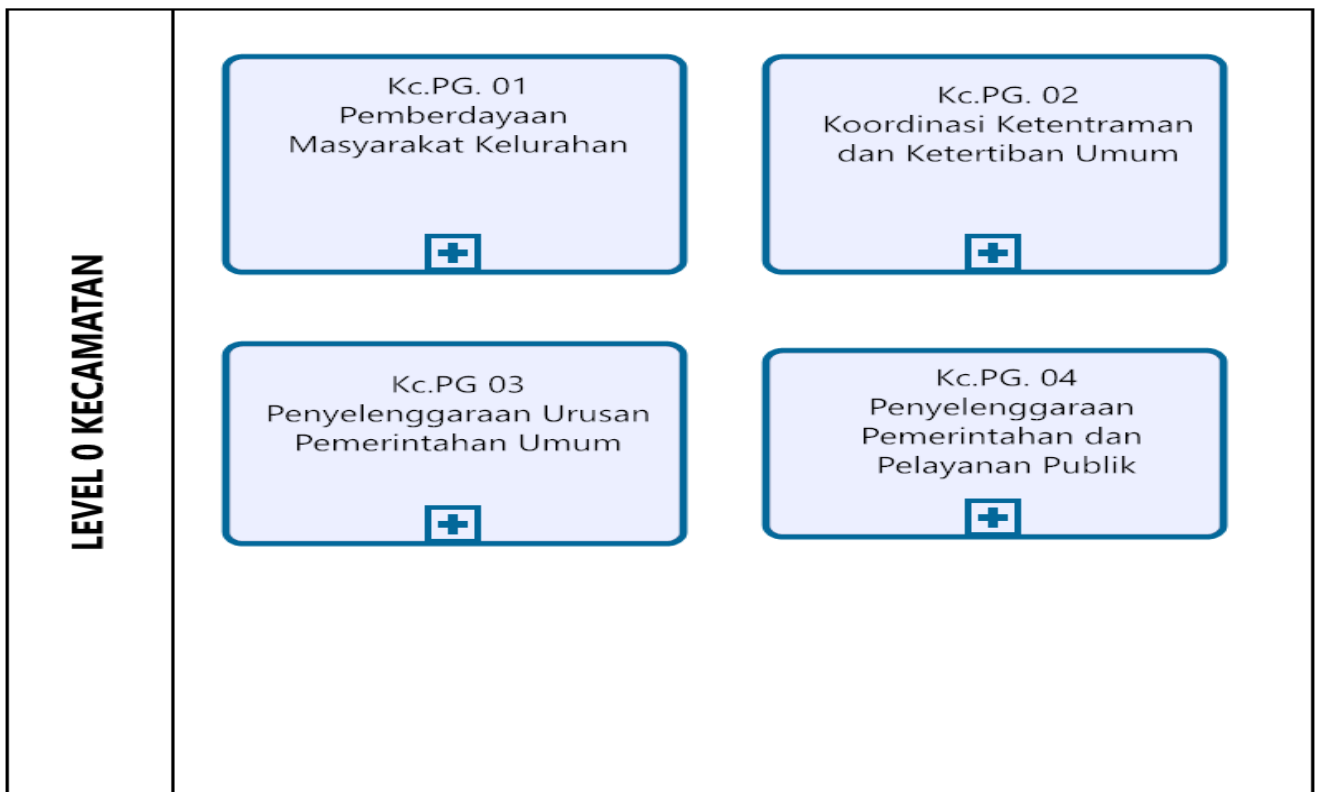 LEVEL 0 KECAMATAN
Kc.PG. 01
Pemberdayaan
Masyarakat Kelurahan
Kc.PG. 02
Koordinasi Ketentraman
dan Ketertiban Umum
Kc.PG 03
Penyelenggaraan Urusan
Pemerintahan Umum
Kc.PG. 04
Penyelenggaraan
Pemerintahan dan
Pelayanan Publik